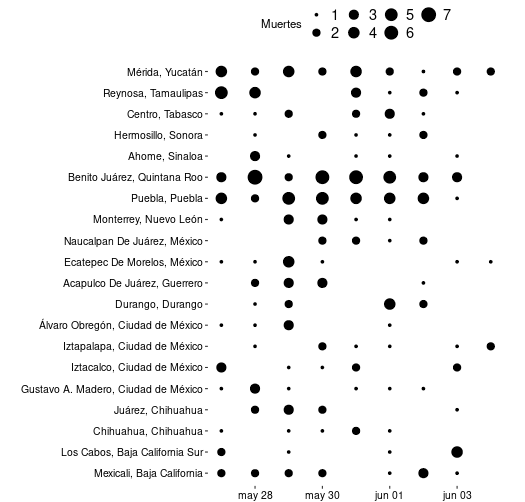 Muertes 1 3 5 7
2 4 6
Mérida, Yucatán
Reynosa, Tamaulipas
Centro, Tabasco
Hermosillo, Sonora
Ahome, Sinaloa
Benito Juárez, Quintana Roo
Puebla, Puebla
Monterrey, Nuevo León
Naucalpan De Juárez, México
Ecatepec De Morelos, México
Acapulco De Juárez, Guerrero
Durango, Durango
Álvaro Obregón, Ciudad de México
Iztapalapa, Ciudad de México
Iztacalco, Ciudad de México
Gustavo A. Madero, Ciudad de México
Juárez, Chihuahua
Chihuahua, Chihuahua
Los Cabos, Baja California Sur
Mexicali, Baja California
may 28 may 30 jun 01 jun 03